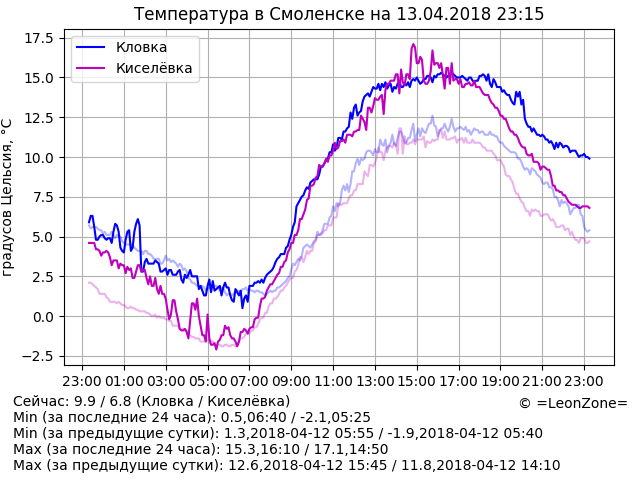 Температура в Смоленске на 13.04.2018 23:15
градусов Цельсия, °C
17.5
15.0
12.5
10.0
7.5
5.0
2.5
0.0
−2.5
Кловка
Киселёвка
23:00 01:00 03:00 05:00 07:00 09:00 11:00 13:00 15:00 17:00 19:00 21:00 23:00
Сейчас: 9.9 / 6.8 (Кловка / Киселёвка)
© =LeonZone=
Min (за последние 24 часа): 0.5,06:40 / -2.1,05:25
Min (за предыдущие сутки): 1.3,2018-04-12 05:55 / -1.9,2018-04-12 05:40
Max (за последние 24 часа): 15.3,16:10 / 17.1,14:50
Max (за предыдущие сутки): 12.6,2018-04-12 15:45 / 11.8,2018-04-12 14:10